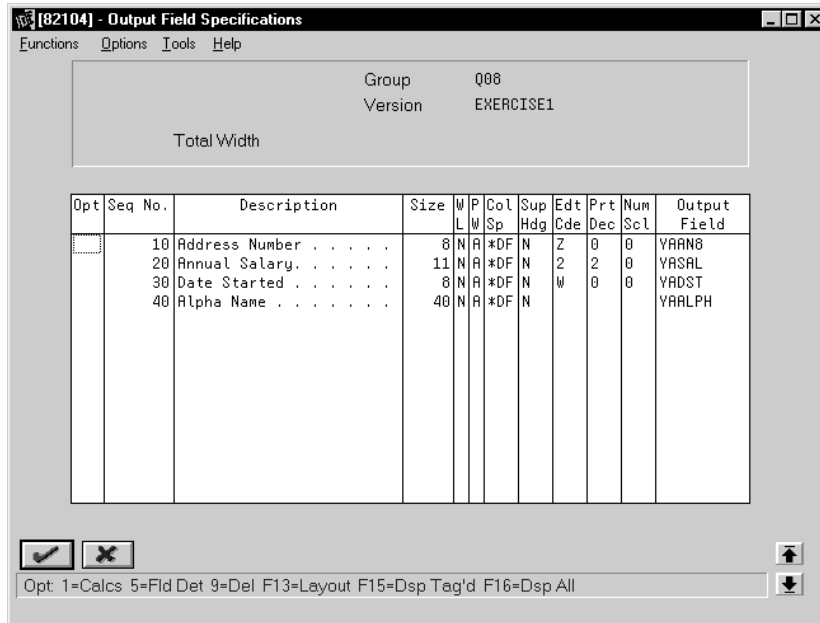 [82104] - Output Field Specifications
Functions Options Tools Help
Group Q08
Version EXERCISE1
Total Width
Opt Seq No. Description Size W P Col Sup Edt Prt Num Output
L W Sp Hdg Cde Dec Scl Field
10 Address Number . . . . . 8 N A *DF N Z 0 0 YAAN8
20 Annual Salary. . . . . . 11 N A *DF N 2 2 0 YASAL
30 Date Started . . . . . . 8 N A *DF N W 0 0 YADST
40 Alpha Name . . . . . . . 40 N A *DF N YAALPH
Opt: 1=Calcs 5=Fld Det 9=Del F13=Layout F15=Dsp Tag'd F16=Dsp All